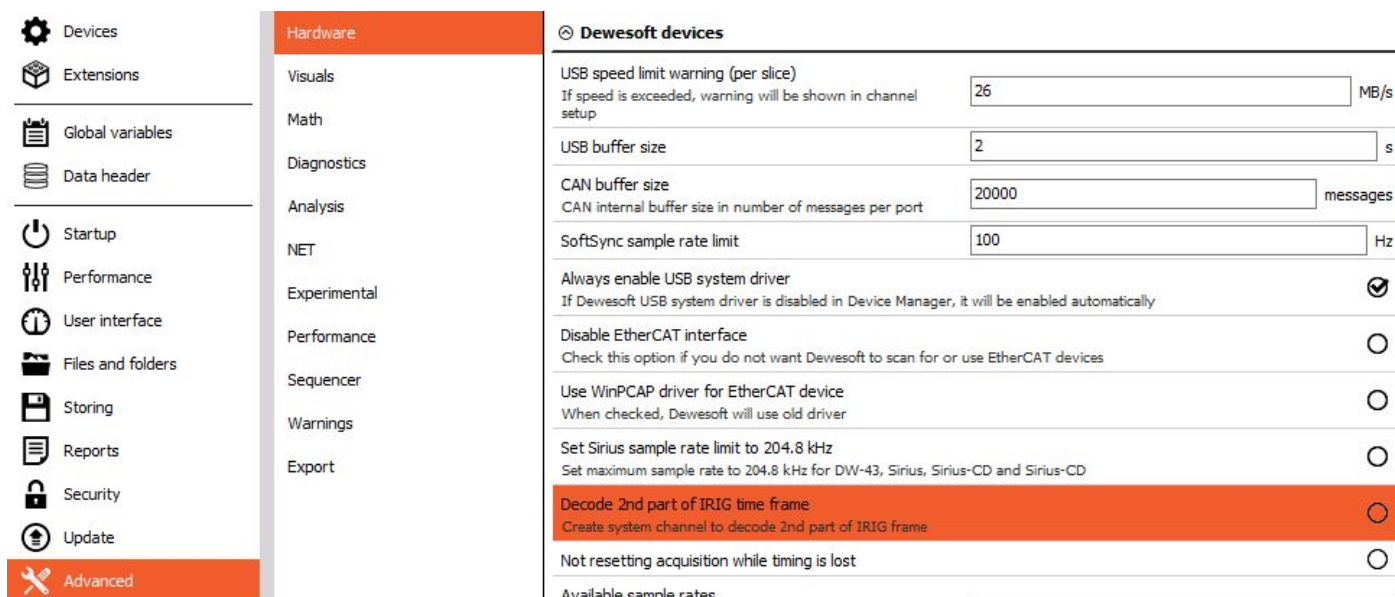 Devices
Extensions
Global variables
Data header
Startup
Performance
User interface
Files and folders
Storing
Reports
Security
Update
Advanced
Hardware
Visuals
Math
Diagnostics
Analysis
NET
Experimental
Performance
Sequencer
Warnings
Export
Dewesoft devices
USB speed limit warning (per slice)
If speed is exceeded, warning will be shown in channel
setup
26 MB/s
USB buffer size
2 s
CAN buffer size
CAN internal buffer size in number of messages per port
20000 messages
SoftSync sample rate limit
100 Hz
Always enable USB system driver
If Dewesoft USB system driver is disabled in Device Manager, it will be enabled automatically
Disable EtherCAT interface
Check this option if you do not want Dewesoft to scan for or use EtherCAT devices
Use WinPCAP driver for EtherCAT device
When checked, Dewesoft will use old driver
Set Sirius sample rate limit to 204.8 kHz
Set maximum sample rate to 204.8 kHz for DW-43, Sirius, Sirius-CD and Sirius-CD
Decode 2nd part of IRIG time frame
Create system channel to decode 2nd part of IRIG frame
Not resetting acquisition while timing is lost
Available sample rates